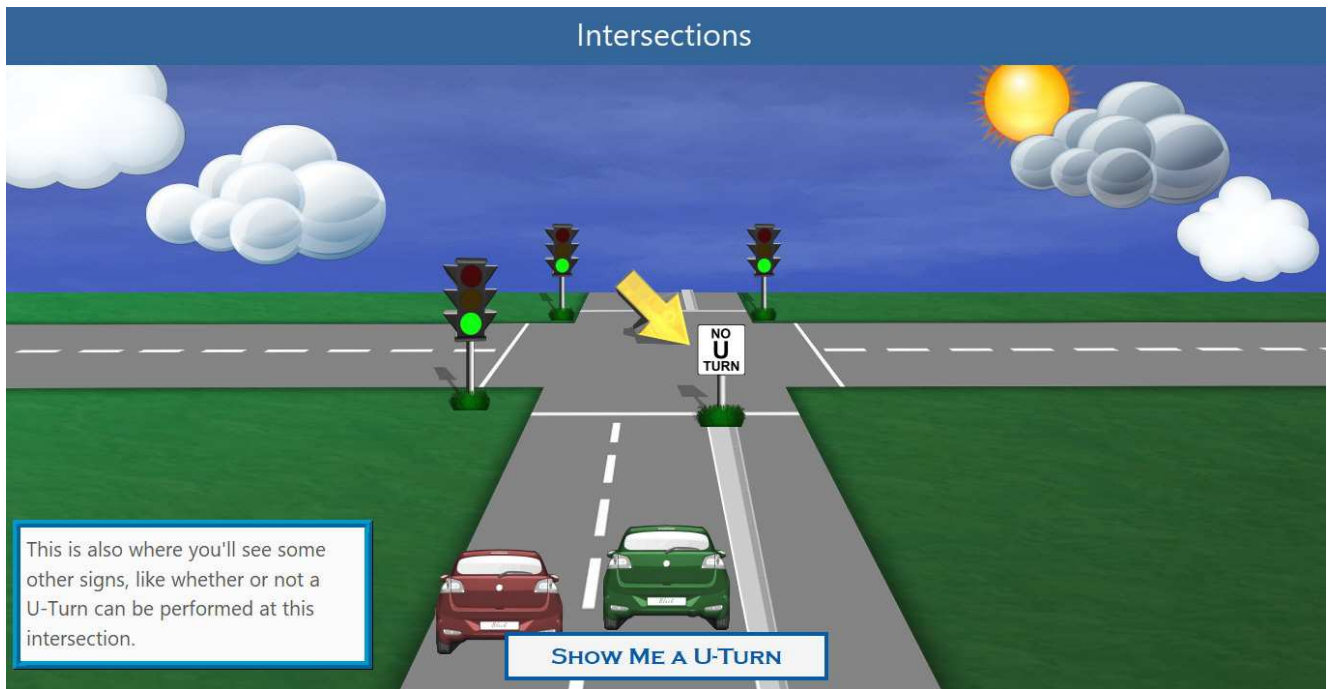 Intersections
NO
U
TURN
This is also where you'll see some
other signs, like whether or not a
U-Turn can be performed at this
intersection.
SHOW ME A U-TURN